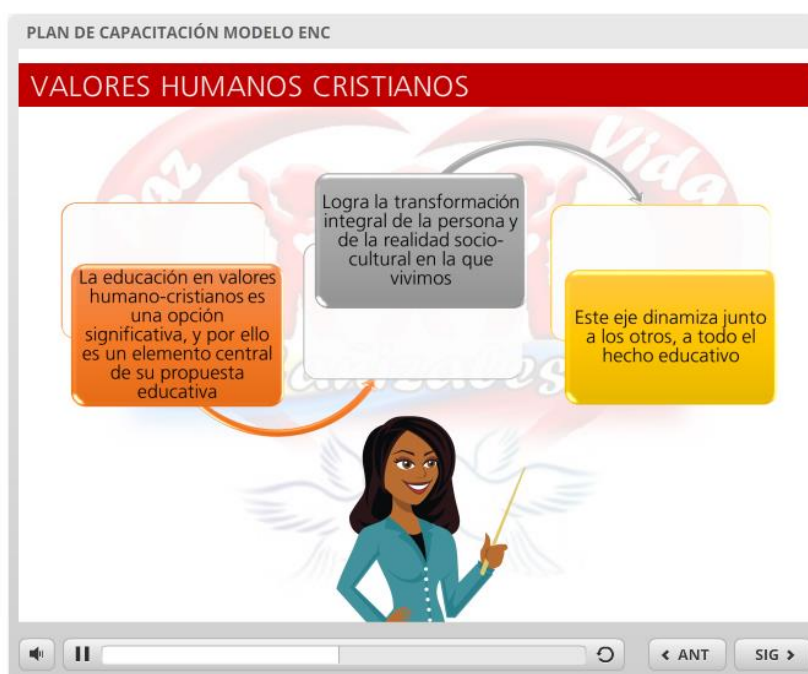 PLAN DE CAPACITACIÓN MODELO ENC
VALORES HUMANOS CRISTIANOS
Paz
Vida
La educación en valores
humano-cristianos es
una opción
significativa, y por ello
es un elemento central
de su propuesta
educativa
Logra la transformación
integral de la persona y
de la realidad socio-
cultural en la que
vivimos
Este eje dinamiza junto
a los otros, a todo el
hecho educativo
ANT
SIG